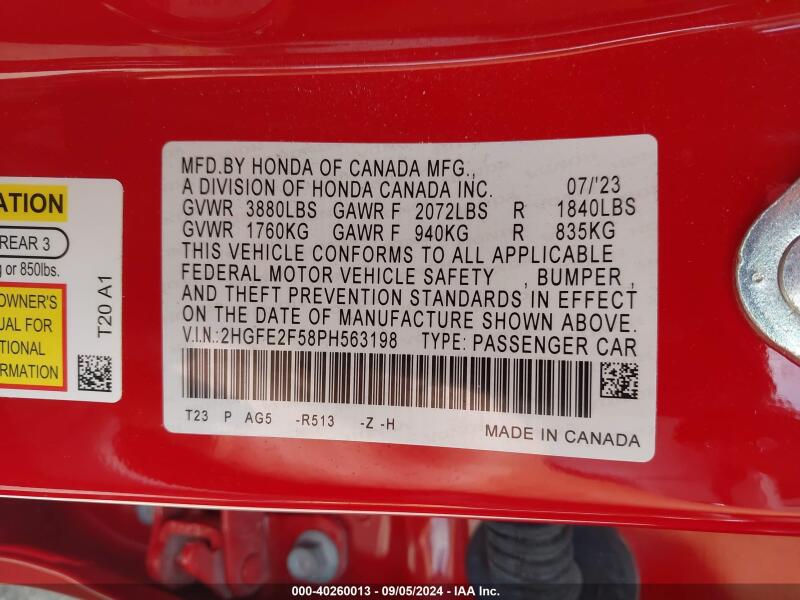 ATION
REAR 3
or 850lbs.
OWNER'S
UAL FOR
TIONAL
FORMATION
T20 A1
MFD.BY HONDA OF CANADA MFG.,
A DIVISION OF HONDA CANADA INC. 07/'23
GVWR 3880LBS GAWR F 2072LBS R 1840LBS
GVWR 1760KG GAWR F 940KG R 835KG
THIS VEHICLE CONFORMS TO ALL APPLICABLE
FEDERAL MOTOR VEHICLE SAFETY , BUMPER ,
AND THEFT PREVENTION STANDARDS IN EFFECT
ON THE DATE OF MANUFACTURE SHOWN ABOVE.
V.I.N.:2HGFE2F58PH563198 TYPE: PASSENGER CAR
T23 P AG5 -R513 -Z -H
MADE IN CANADA
000-40260013 - 09/05/2024 - IAA Inc.